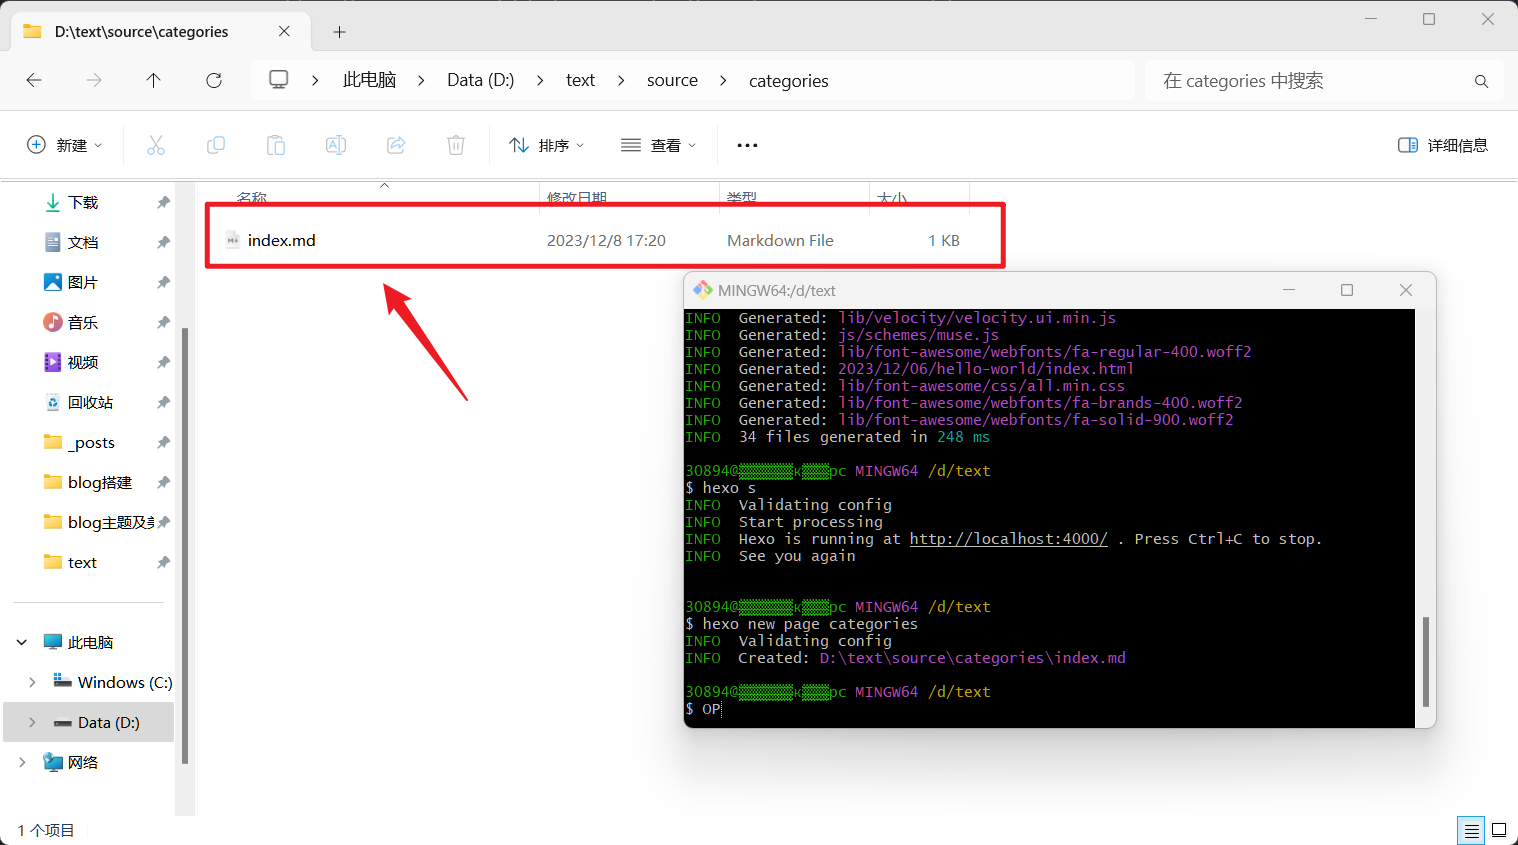 D:\text\source\categories
此电脑 Data (D:) text source categories
在 categories 中搜索
新建 排序 查看 详细信息
名称 修改日期 类型 大小
index.md 2023/12/8 17:20 Markdown File 1 KB
下载
文档
图片
音乐
视频
回收站
_posts
blog搭建
blog主题及
text
此电脑
Windows (C:)
Data (D:)
网络
1 个项目
MINGW64:/d/text
INFO Generated: lib/velocity/velocity.ui.min.js
INFO Generated: js/schemes/muse.js
INFO Generated: lib/font-awesome/webfonts/fa-regular-400.woff2
INFO Generated: 2023/12/06/hello-world/index.html
INFO Generated: lib/font-awesome/css/all.min.css
INFO Generated: lib/font-awesome/webfonts/fa-brands-400.woff2
INFO Generated: lib/font-awesome/webfonts/fa-solid-900.woff2
INFO 34 files generated in 248 ms
30894@▒▒▒▒▒▒к▒▒▒pc MINGW64 /d/text
$ hexo s
INFO Validating config
INFO Start processing
INFO Hexo is running at http://localhost:4000/ . Press Ctrl+C to stop.
INFO See you again
30894@▒▒▒▒▒▒к▒▒▒pc MINGW64 /d/text
$ hexo new page categories
INFO Validating config
INFO Created: D:\text\source\categories\index.md
30894@▒▒▒▒▒▒к▒▒▒pc MINGW64 /d/text
$ OP